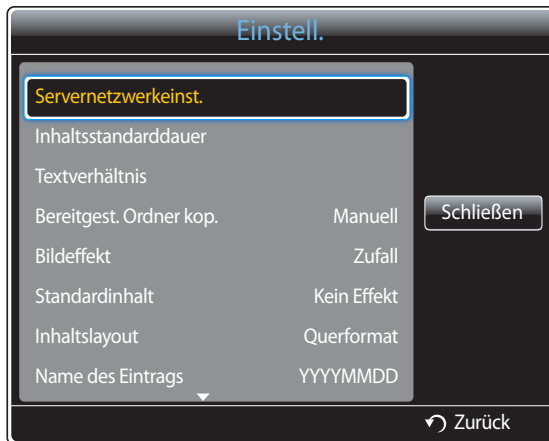 Einstell.
Servernetzwerkeinst.
Inhaltsstandarddauer
Textverhältnis
Bereitgest. Ordner kop. Manuell
Schließen
Bildeffekt Zufall
Standardinhalt Kein Effekt
Inhaltslayout Querformat
Name des Eintrags YYYYMMDD
Zurück